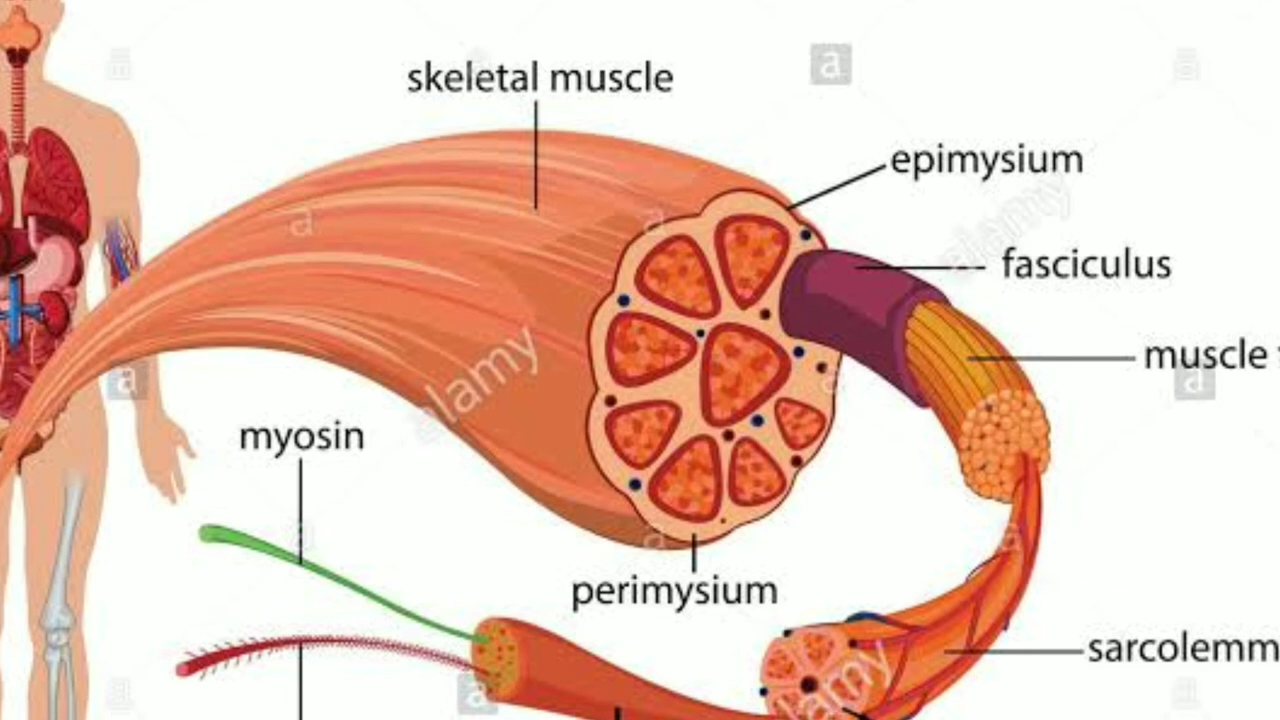 skeletal muscle
epimysium
fasciculus
muscle
myosin
perimysium
sarcolemm
a
alamy